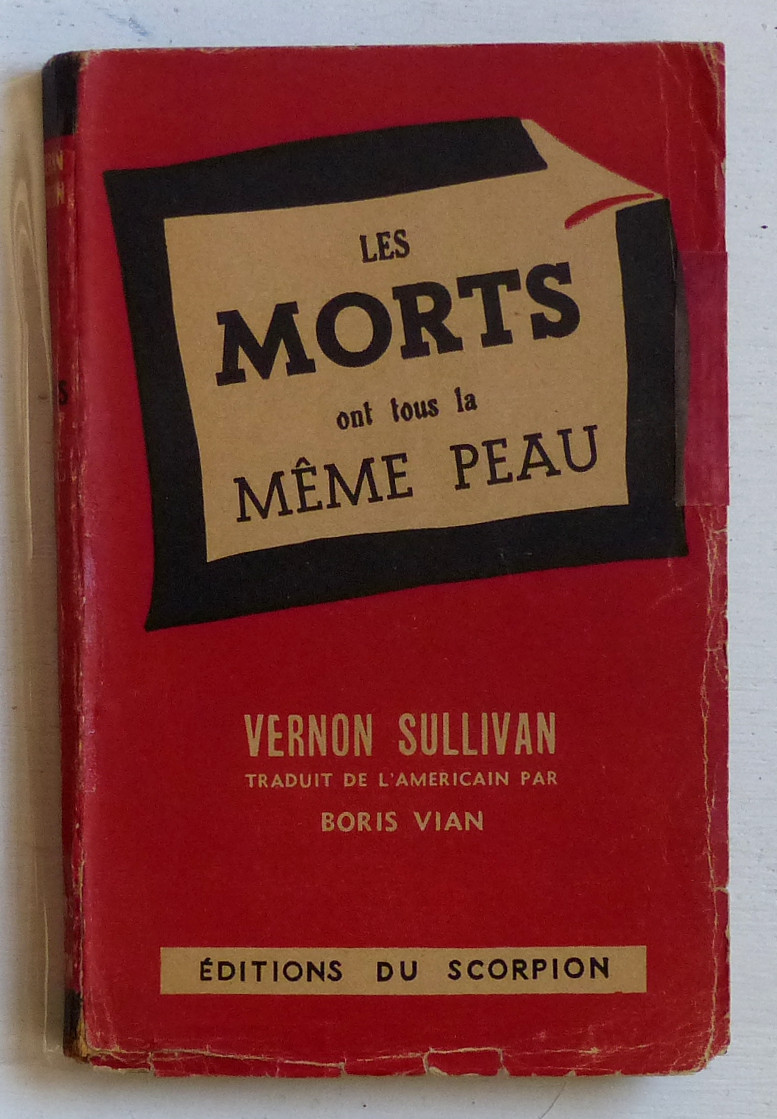 LES
MORTS
ont tous la
MÊME PEAU
VERNON SULLIVAN
TRADUIT DE L'AMERICAIN PAR
BORIS VIAN
ÉDITIONS DU SCORPION